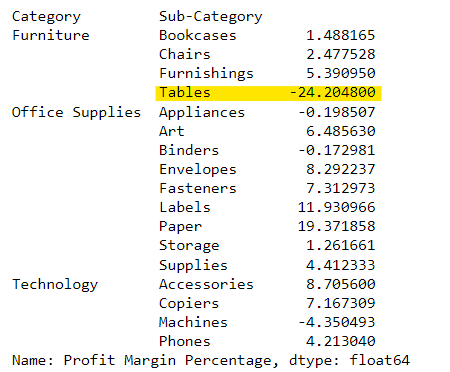 Category Sub-Category
Furniture Bookcases 1.488165
Chairs 2.477528
Furnishings 5.390950
Tables -24.204800
Office Supplies Appliances -0.198507
Art 6.485630
Binders -0.172981
Envelopes 8.292237
Fasteners 7.312973
Labels 11.930966
Paper 19.371858
Storage 1.261661
Supplies 4.412333
Technology Accessories 8.705600
Copiers 7.167309
Machines -4.350493
Phones 4.213040
Name: Profit Margin Percentage, dtype: float64